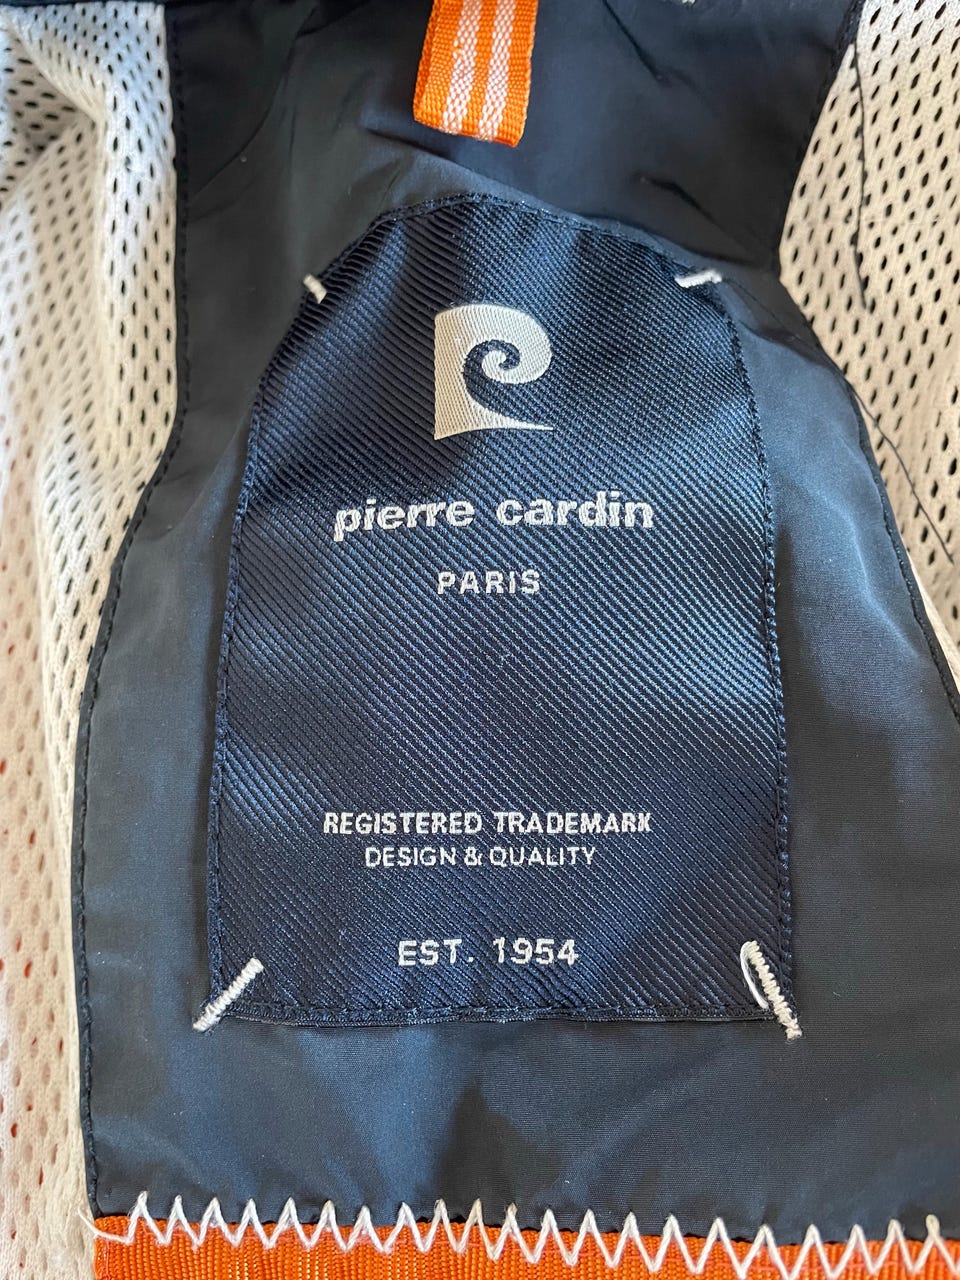 pierre cardin
PARIS
REGISTERED TRADEMARK
DESIGN & QUALITY
EST. 1954